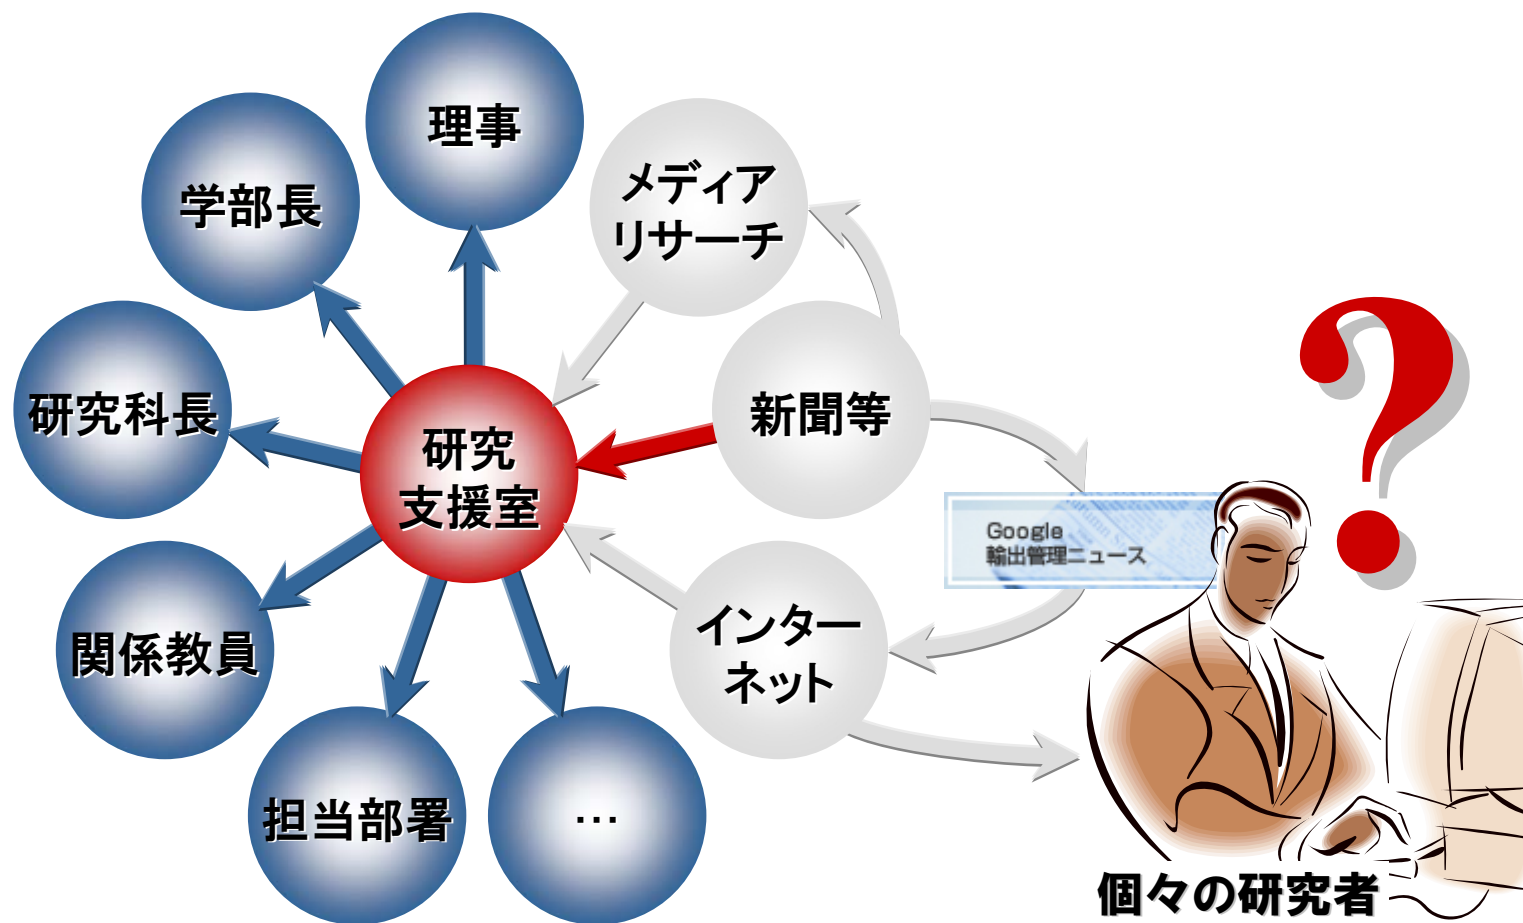 理事
学部長
メディア
リサーチ
研究科長
新聞等
研究
支援室
Google
輸出管理ニュース
関係教員
インター
ネット
担当部署
…
個々の研究者
?